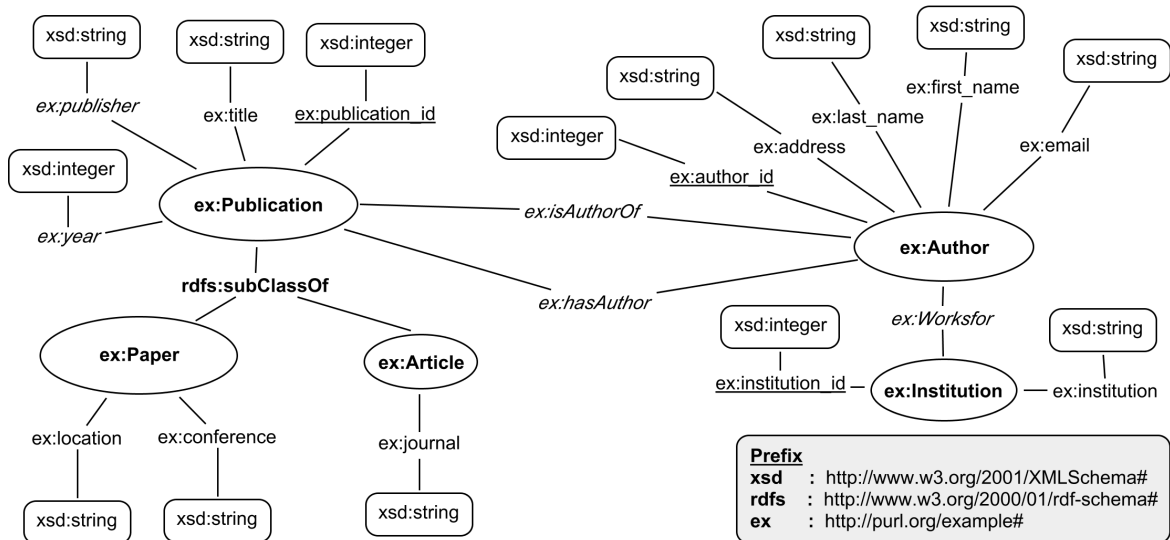 xsd:string
xsd:string
xsd:integer
ex:publisher
ex:title
ex:publication_id
xsd:integer
ex:year
ex:Publication
rdfs:subClassOf
ex:Paper
ex:Article
ex:location
ex:conference
ex:journal
xsd:string
xsd:string
xsd:string
ex:isAuthorOf
ex:hasAuthor
xsd:string
xsd:string
xsd:string
xsd:string
xsd:integer
ex:first_name
ex:last_name
ex:address
ex:email
ex:author_id
ex:Author
ex:Worksfor
xsd:integer
xsd:string
ex:institution_id
ex:Institution
ex:institution
Prefix
xsd : http://www.w3.org/2001/XMLSchema#
rdfs : http://www.w3.org/2000/01/rdf-schema#
ex : http://purl.org/example#